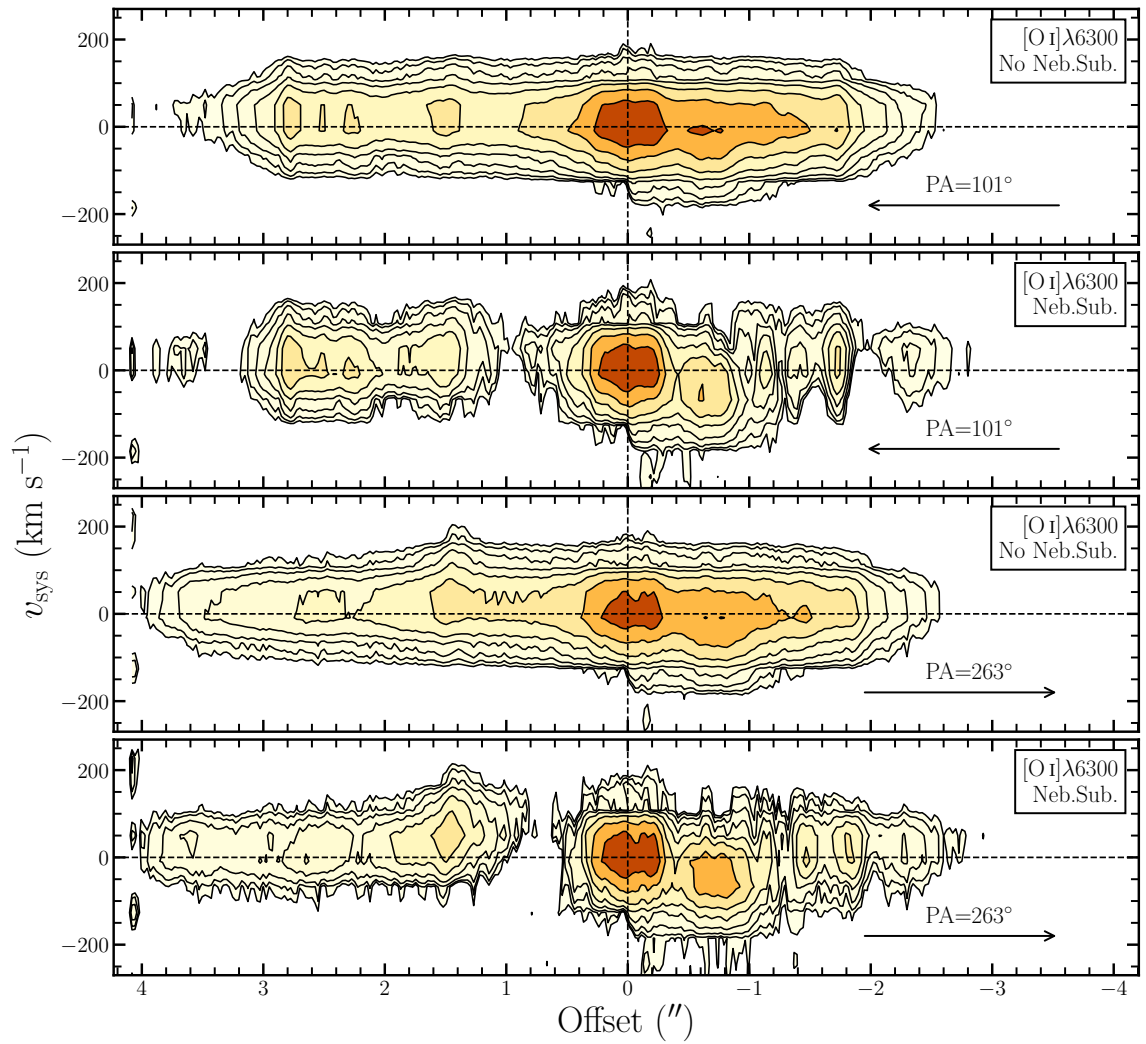 200
0
−200
[O I]λ6300
No Neb.Sub.
PA=101°
200
0
−200
[O I]λ6300
Neb.Sub.
PA=101°
200
0
−200
[O I]λ6300
No Neb.Sub.
PA=263°
200
0
−200
[O I]λ6300
Neb.Sub.
PA=263°
v_sys (km s⁻¹)
4 3 2 1 0 −1 −2 −3 −4
Offset (″)